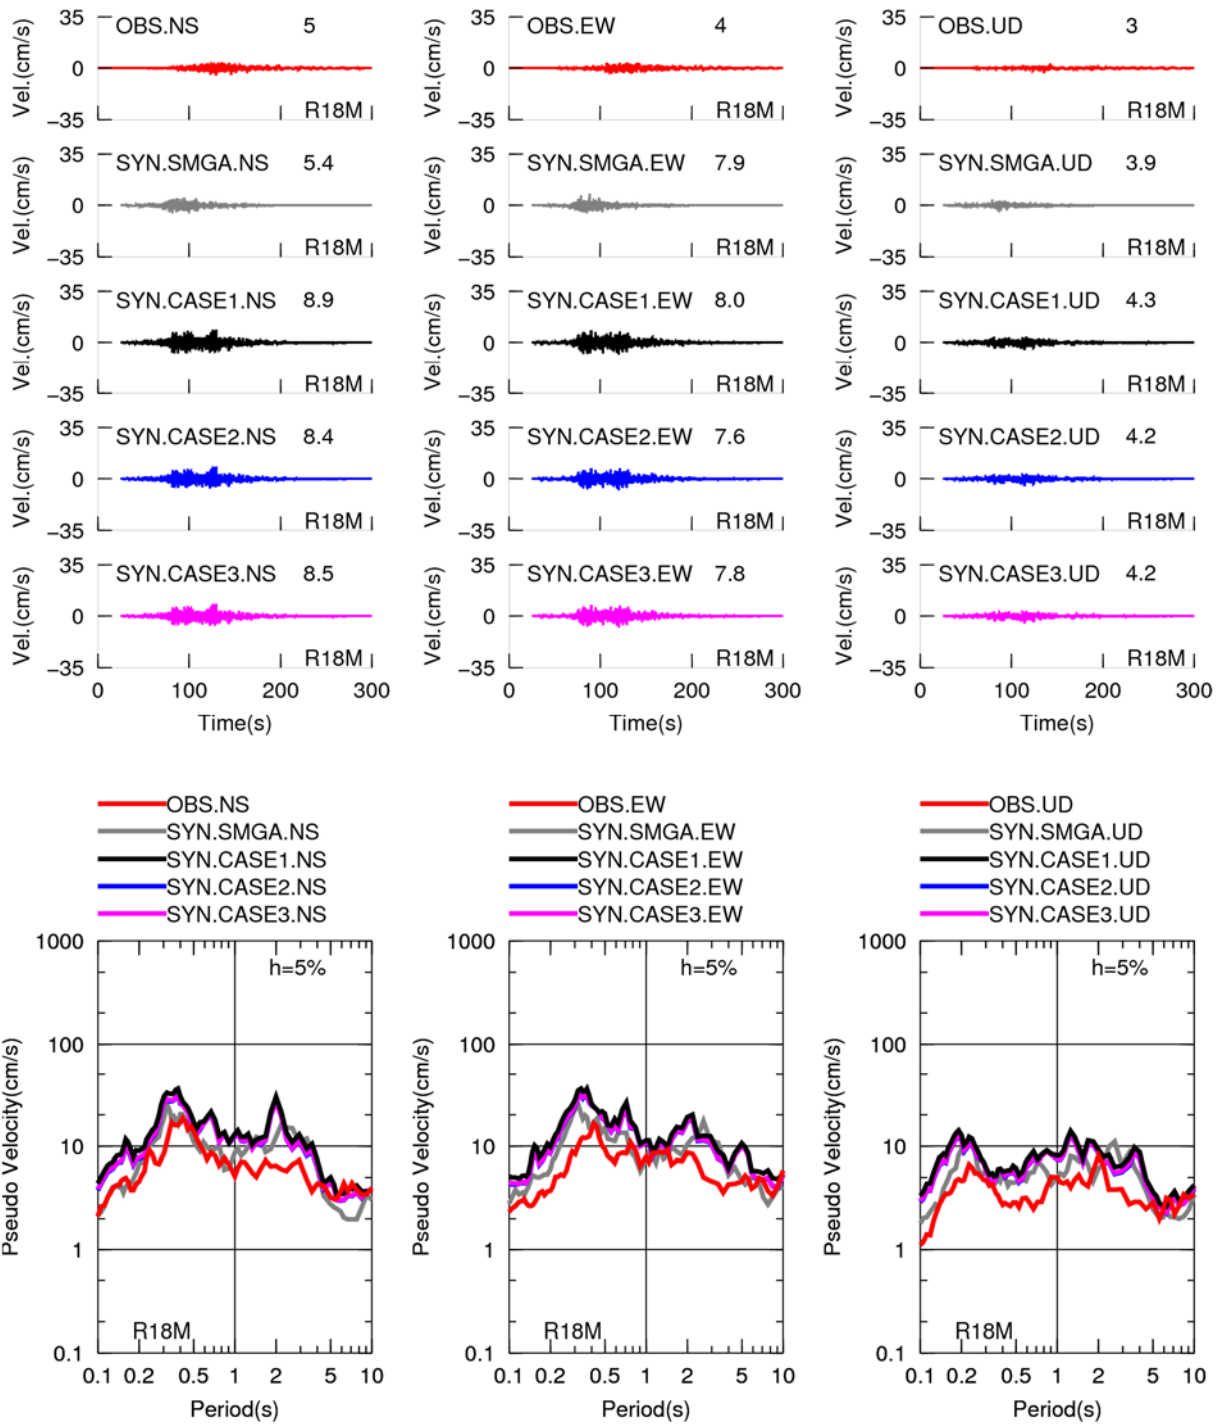 35 OBS.NS 5
Vel.(cm/s) 0
−35 R18M
35 OBS.EW 4
Vel.(cm/s) 0
−35 R18M
35 OBS.UD 3
Vel.(cm/s) 0
−35 R18M
35 SYN.SMGA.NS 5.4
Vel.(cm/s) 0
−35 R18M
35 SYN.SMGA.EW 7.9
Vel.(cm/s) 0
−35 R18M
35 SYN.SMGA.UD 3.9
Vel.(cm/s) 0
−35 R18M
35 SYN.CASE1.NS 8.9
Vel.(cm/s) 0
−35 R18M
35 SYN.CASE1.EW 8.0
Vel.(cm/s) 0
−35 R18M
35 SYN.CASE1.UD 4.3
Vel.(cm/s) 0
−35 R18M
35 SYN.CASE2.NS 8.4
Vel.(cm/s) 0
−35 R18M
35 SYN.CASE2.EW 7.6
Vel.(cm/s) 0
−35 R18M
35 SYN.CASE2.UD 4.2
Vel.(cm/s) 0
−35 R18M
35 SYN.CASE3.NS 8.5
Vel.(cm/s) 0
−35 R18M
0 100 200 300
Time(s)
35 SYN.CASE3.EW 7.8
Vel.(cm/s) 0
−35 R18M
0 100 200 300
Time(s)
35 SYN.CASE3.UD 4.2
Vel.(cm/s) 0
−35 R18M
0 100 200 300
Time(s)
OBS.NS
SYN.SMGA.NS
SYN.CASE1.NS
SYN.CASE2.NS
SYN.CASE3.NS
1000
h=5%
100
Pseudo Velocity(cm/s)
10
1
R18M
0.1
0.1 0.2 0.5 1 2 5 10
Period(s)
OBS.EW
SYN.SMGA.EW
SYN.CASE1.EW
SYN.CASE2.EW
SYN.CASE3.EW
1000
h=5%
100
Pseudo Velocity(cm/s)
10
1
R18M
0.1
0.1 0.2 0.5 1 2 5 10
Period(s)
OBS.UD
SYN.SMGA.UD
SYN.CASE1.UD
SYN.CASE2.UD
SYN.CASE3.UD
1000
h=5%
100
Pseudo Velocity(cm/s)
10
1
R18M
0.1
0.1 0.2 0.5 1 2 5 10
Period(s)